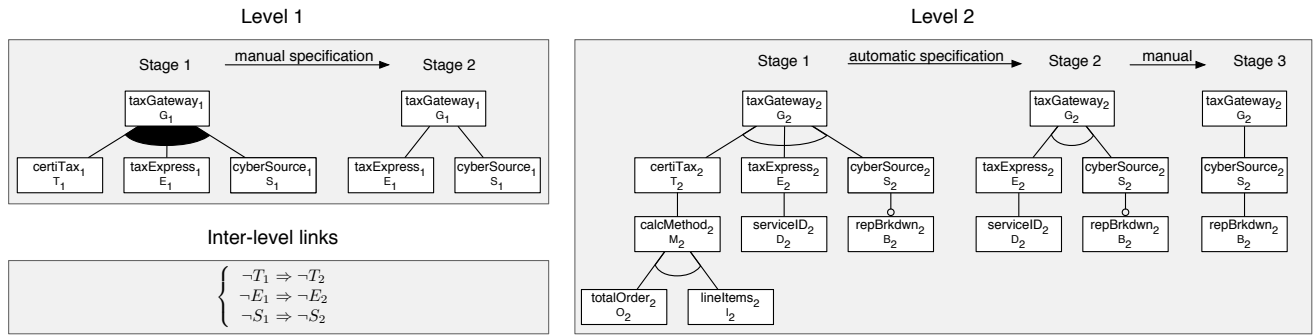 Level 1
Level 2
Stage 1 manual specification Stage 2
taxGateway1
G1
taxGateway1
G1
certiTax1
T1
taxExpress1
E1
cyberSource1
S1
taxExpress1
E1
cyberSource1
S1
Inter-level links
¬T1 ⇒ ¬T2
¬E1 ⇒ ¬E2
¬S1 ⇒ ¬S2
Stage 1 automatic specification Stage 2 manual Stage 3
taxGateway2
G2
taxGateway2
G2
taxGateway2
G2
certiTax2
T2
taxExpress2
E2
cyberSource2
S2
taxExpress2
E2
cyberSource2
S2
cyberSource2
S2
calcMethod2
M2
serviceID2
D2
repBrkdwn2
B2
serviceID2
D2
repBrkdwn2
B2
repBrkdwn2
B2
totalOrder2
O2
lineItems2
I2